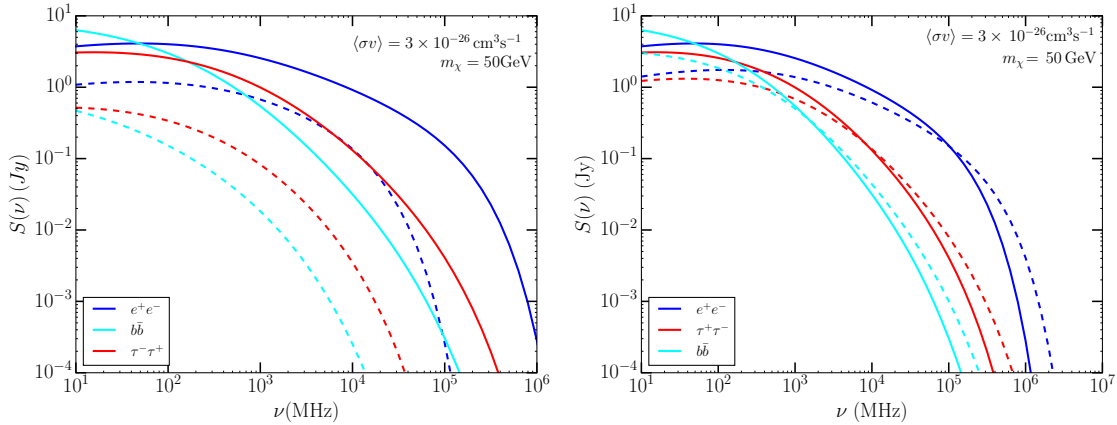 10^1
10^0
10^-1
10^-2
10^-3
10^-4
S(ν) (Jy)
⟨σv⟩ = 3 × 10^-26 cm^3 s^-1
m_χ = 50GeV
e^+e^-
bb̄
τ^-τ^+
10^1 10^2 10^3 10^4 10^5 10^6
ν(MHz)
10^1
10^0
10^-1
10^-2
10^-3
10^-4
S(ν) (Jy)
⟨σv⟩ = 3 × 10^-26 cm^3 s^-1
m_χ = 50 GeV
e^+e^-
τ^+τ^-
bb̄
10^1 10^2 10^3 10^4 10^5 10^6 10^7
ν (MHz)